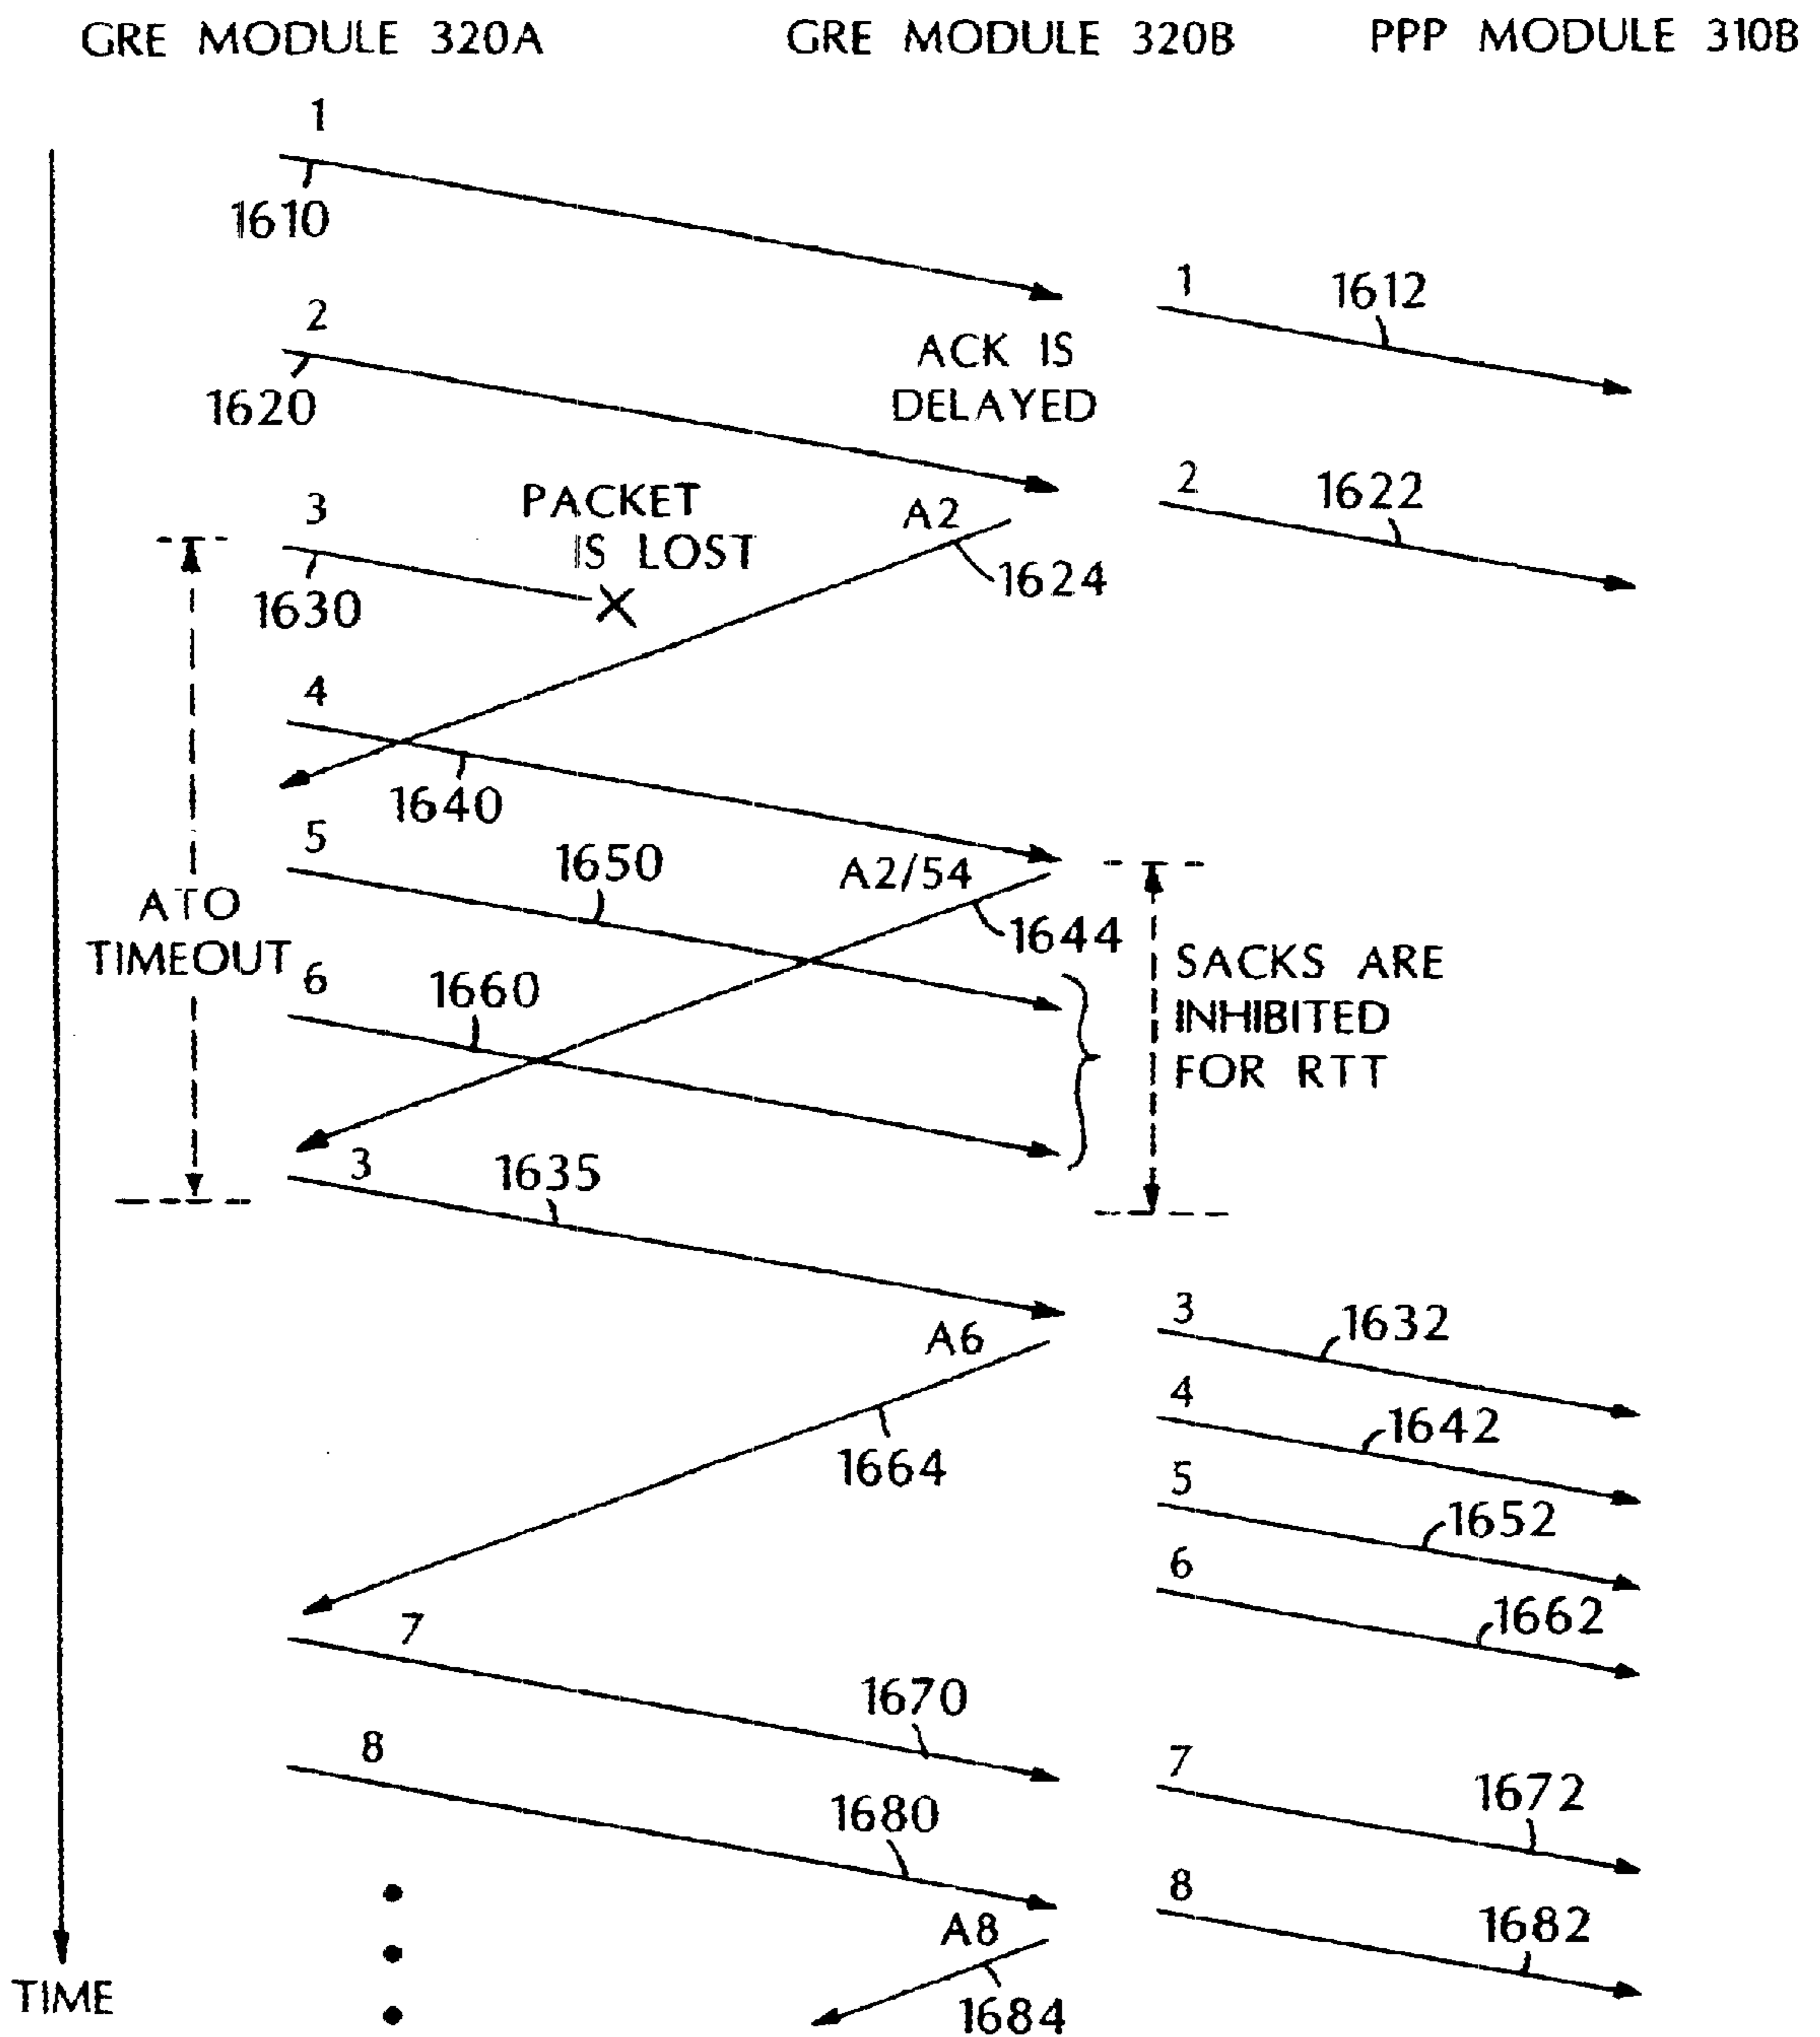 GRE MODULE 320A GRE MODULE 320B PPP MODULE 310B
1
1610
1 1612
2
ACK IS
DELAYED
1620
2 1622
3
PACKET
IS LOST
A2
1624
1630
4
1640
5
1650
A2/54
1644
ATO
TIMEOUT
SACKS ARE
INHIBITED
FOR RTT
6
1660
3
1635
3 1632
A6
4 1642
1664
5 1652
6 1662
7
1670
8
7 1672
1680
8 1682
A8
1684
TIME